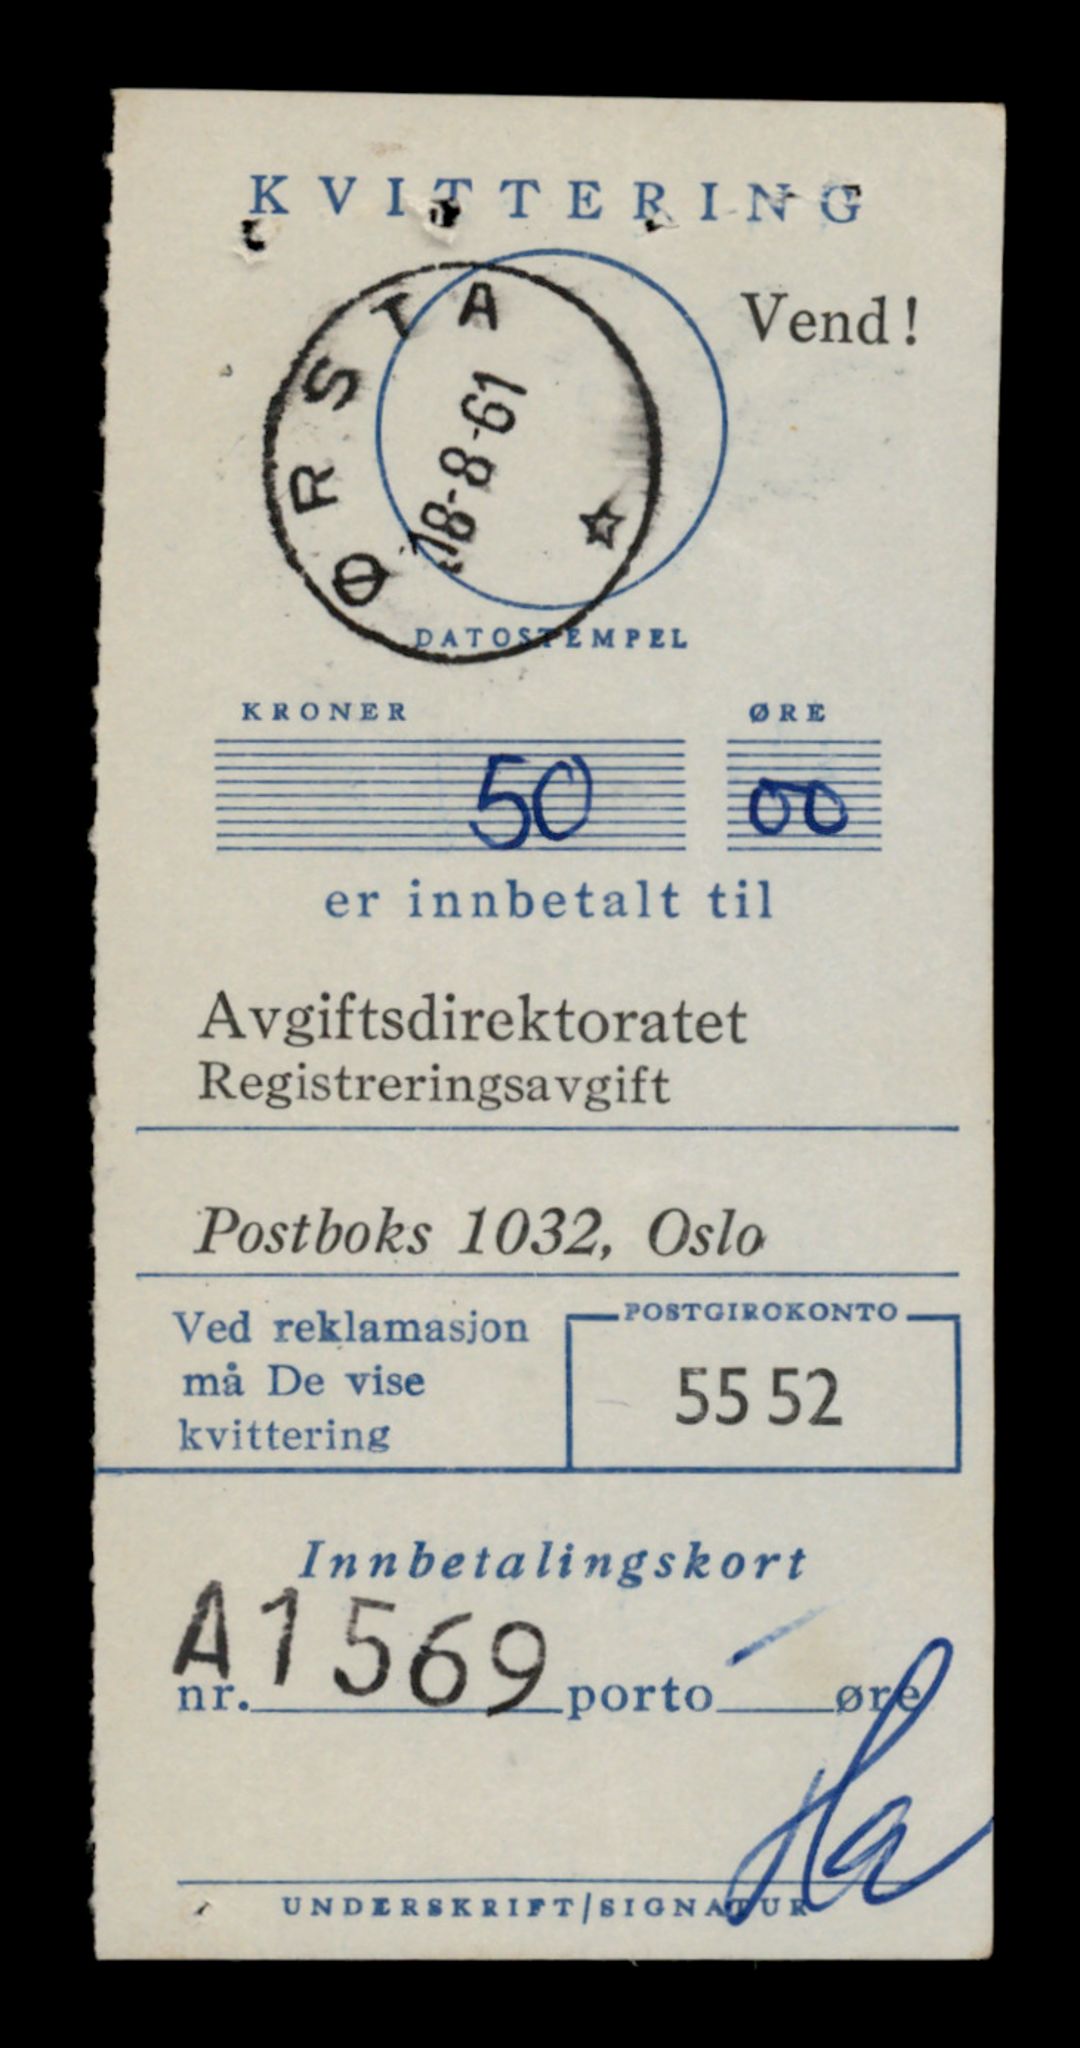 KVITTERING
Vend!
ØRSTA
18-8-61
DATOSTEMPEL
KRONER ØRE
50 00
er innbetalt til
Avgiftsdirektoratet
Registreringsavgift
Postboks 1032, Oslo
Ved reklamasjon
må De vise
kvittering
POSTGIROKONTO
55 52
Innbetalingskort
A1569
nr. porto øre
Ha
UNDERSKRIFT/SIGNATUR